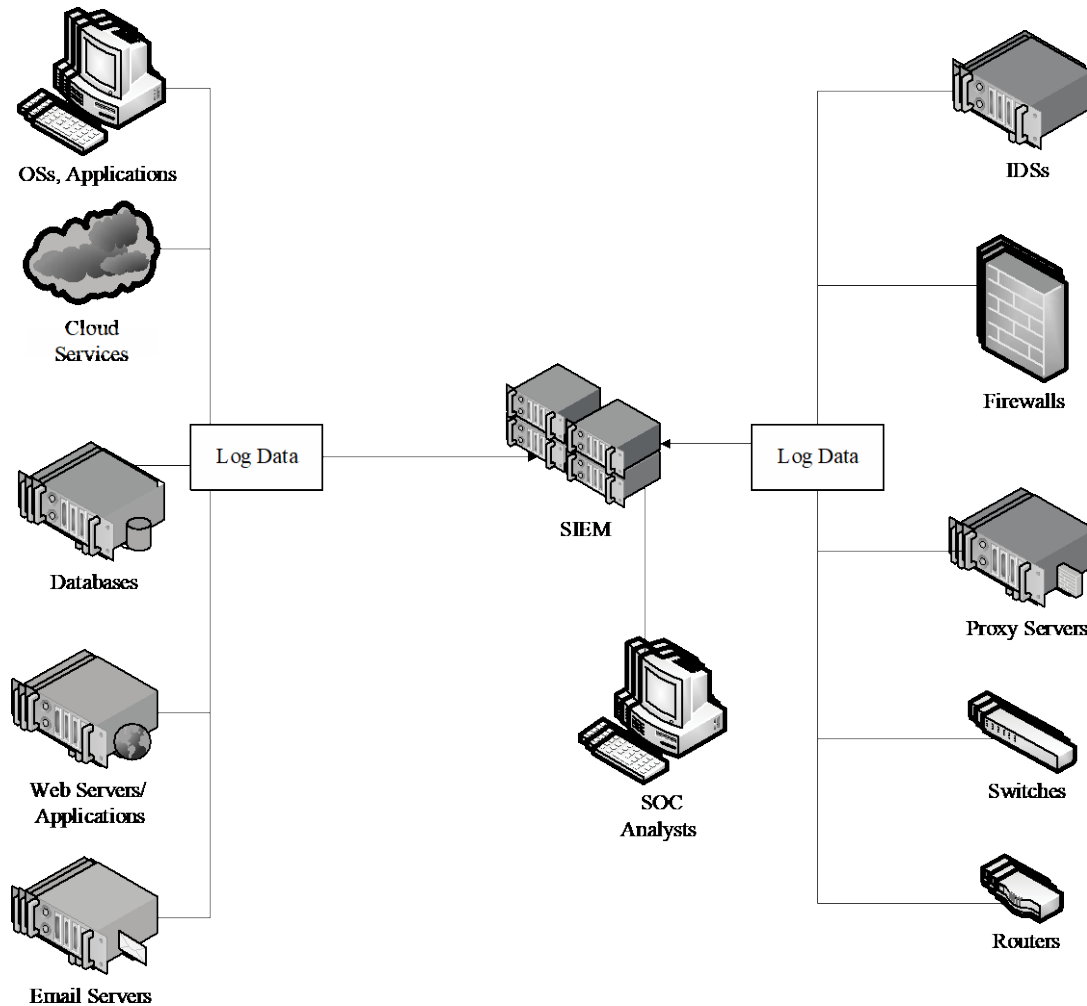 OSs, Applications
Cloud
Services
Log Data
Databases
Web Servers/
Applications
Email Servers
SIEM
SOC
Analysts
IDSs
Firewalls
Log Data
Proxy Servers
Switches
Routers